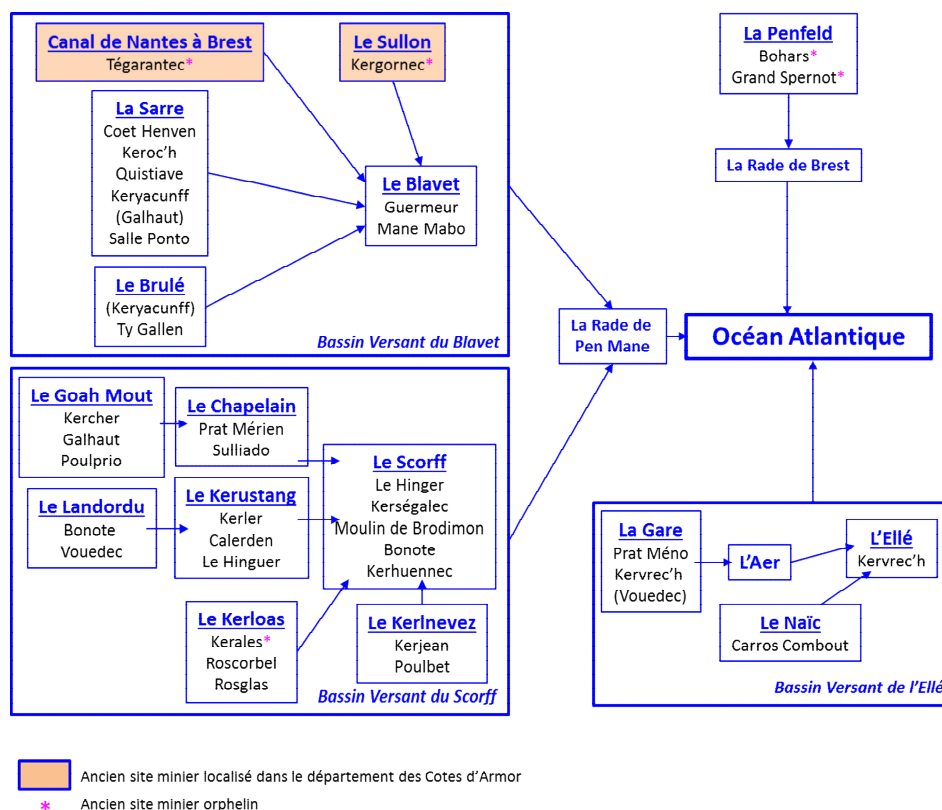 Canal de Nantes à Brest
Tégarantec*
Le Sullon
Kergornec*
La Sarre
Coet Henven
Keroc'h
Quistiave
Keryacunff
(Galhaut)
Salle Ponto
Le Blavet
Guermeur
Mane Mabo
Le Brulé
(Keryacunff)
Ty Gallen
Bassin Versant du Blavet
La Penfeld
Bohars*
Grand Spernot*
La Rade de Brest
La Rade de
Pen Mane
Océan Atlantique
Le Goah Mout
Kercher
Galhaut
Poulprio
Le Chapelain
Prat Mérien
Sulliado
Le Landordu
Bonote
Vouedec
Le Kerustang
Kerler
Calerden
Le Hinguer
Le Scorff
Le Hinger
Kerségalec
Moulin de Brodimon
Bonote
Kerhuennec
Le Kerloas
Kerales*
Roscorbel
Rosglas
Le Kerlnevez
Kerjean
Poulbet
Bassin Versant du Scorff
La Gare
Prat Méno
Kervrec'h
(Vouedec)
L'Aer
L'Ellé
Kervrec'h
Le Naïc
Carros Combout
Bassin Versant de l'Ellé
Ancien site minier localisé dans le département des Cotes d'Armor
* Ancien site minier orphelin